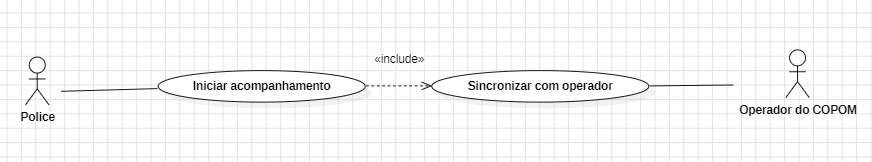 «include»
Iniciar acompanhamento
Sincronizar com operador
Police
Operador do COPOM